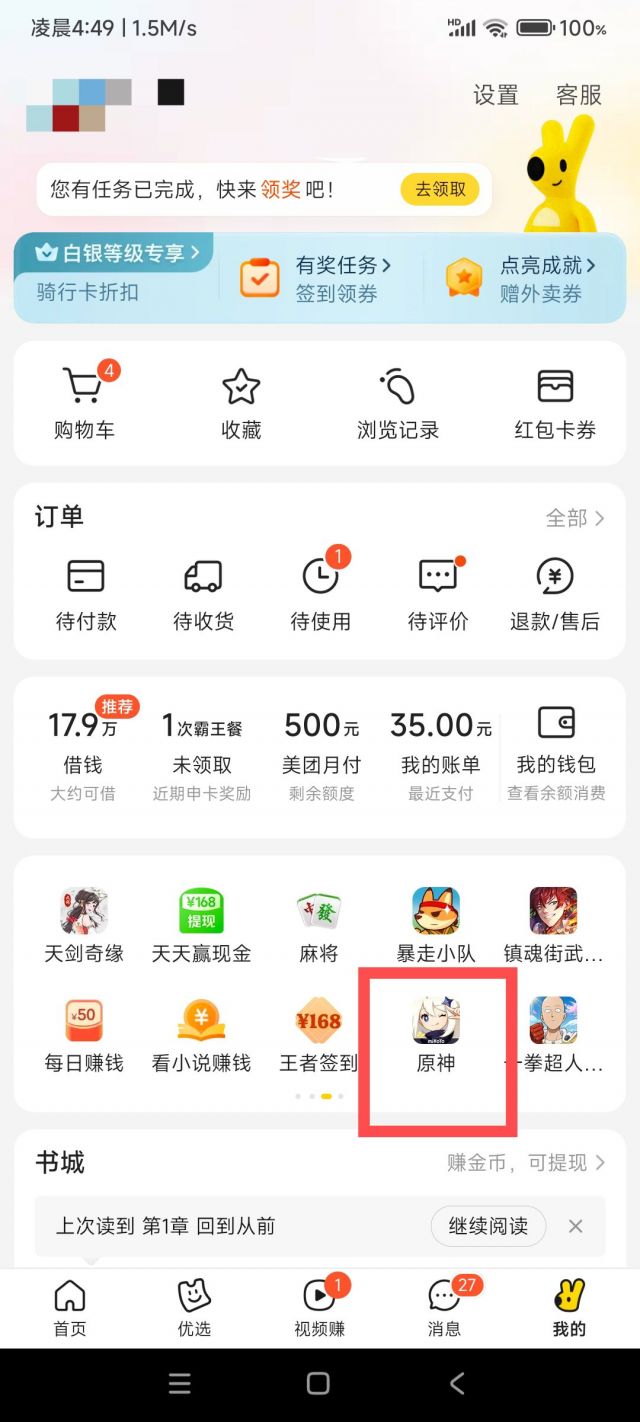 凌晨4:49 | 1.5M/s
HD
100%
设置 客服
您有任务已完成，快来 领奖 吧！ 去领取
白银等级专享
骑行卡折扣
有奖任务
签到领券
点亮成就
赠外卖券
4
购物车 收藏 浏览记录 红包卡券
订单 全部
1
待付款 待收货 待使用 待评价 退款/售后
推荐
17.9万 1次霸王餐 500元 35.00元
借钱 未领取 美团月付 我的账单 我的钱包
大约可借 近期申卡奖励 剩余额度 最近支付 查看余额消费
¥168
提现
發
天剑奇缘 天天赢现金 麻将 暴走小队 镇魂街武...
¥50 ¥ ¥168
miHoYo
每日赚钱 看小说赚钱 王者签到 原神 一拳超人...
书城 赚金币，可提现
上次读到 第1章 回到从前 继续阅读
1 27
首页 优选 视频赚 消息 我的